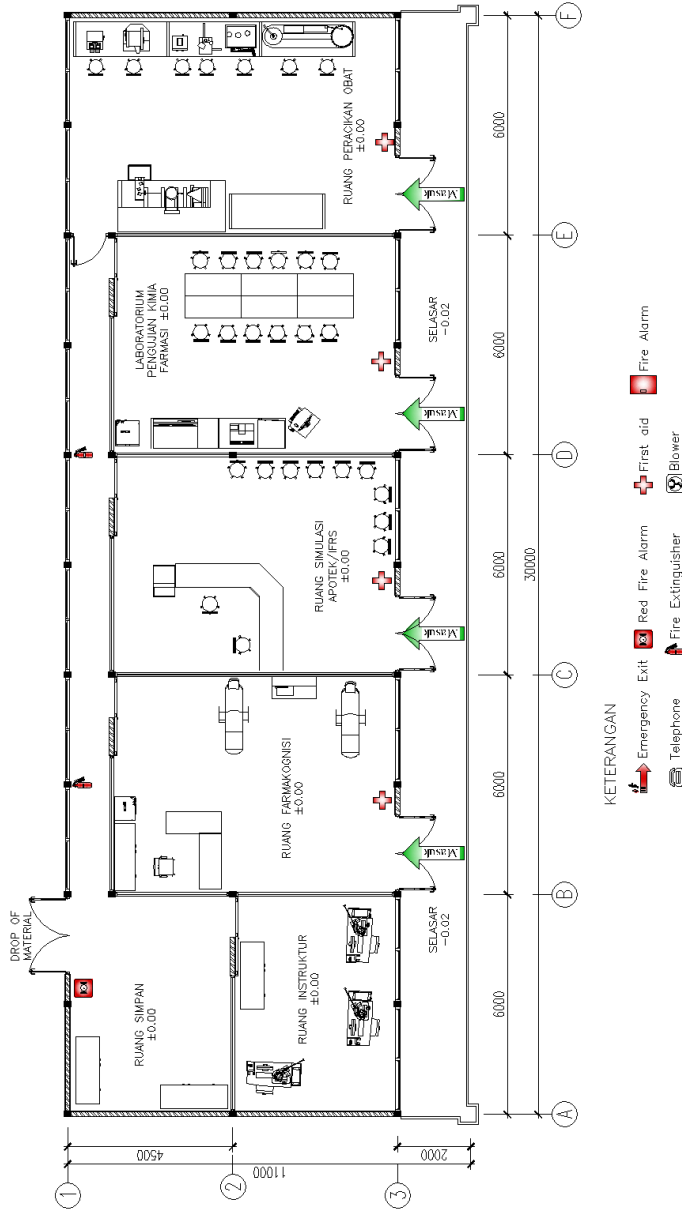 DROP OF
MATERIAL
1
2
3
4500
11000
2000
RUANG SIMPAN
±0.00
RUANG INSTRUKTUR
±0.00
RUANG FARMAKOGNISI
±0.00
RUANG SIMULASI
APOTEK/IFRS
±0.00
LABORATORIUM
PENGUJIAN KIMIA
FARMASI ±0.00
RUANG PERACIKAN OBAT
±0.00
Masuk
Masuk
Masuk
Masuk
SELASAR
-0.02
SELASAR
-0.02
6000
6000
6000
6000
6000
30000
A
B
C
D
E
F
KETERANGAN
Emergency Exit
Red Fire Alarm
First aid
Fire Alarm
Telephone
Fire Extinguisher
Blower